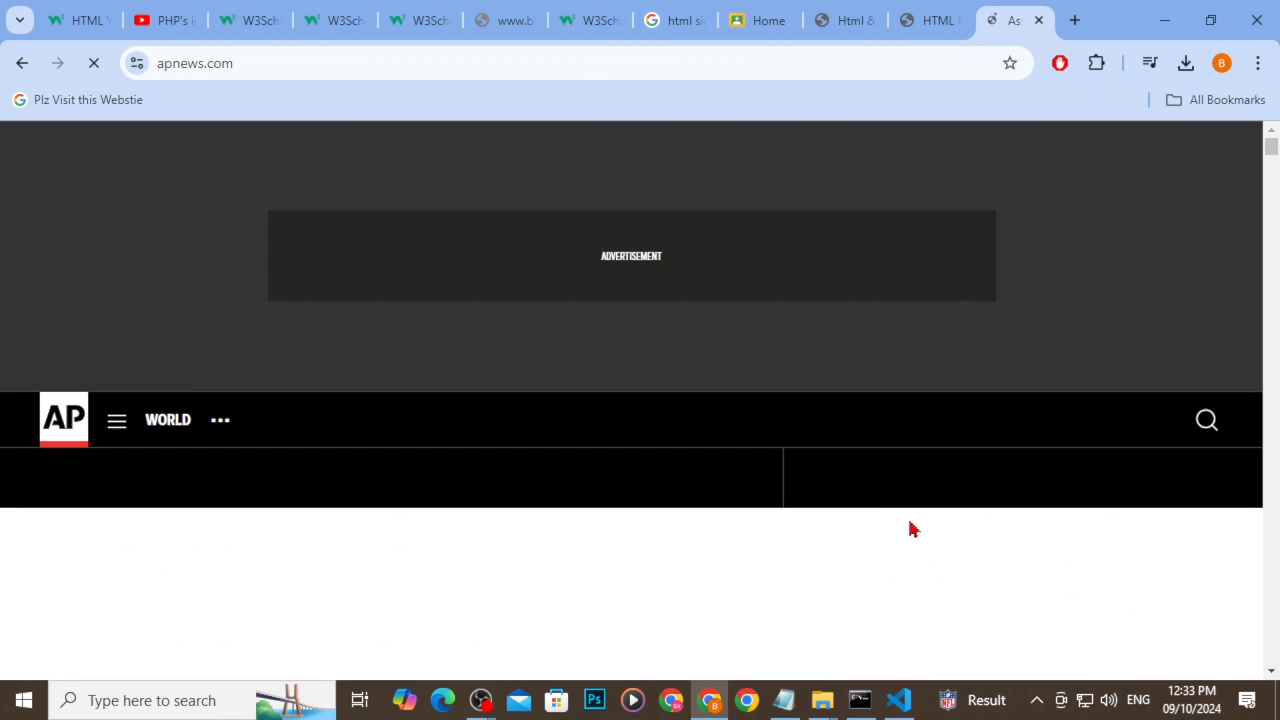 HTML
PHP's i
W3Sch
W3Sch
W3Sch
www.b
W3Sch
html si
Home
Html &
HTML
As
apnews.com
B
Plz Visit this Webstie
All Bookmarks
ADVERTISEMENT
AP
WORLD
Type here to search
Ps
B
Result
ENG
12:33 PM
09/10/2024